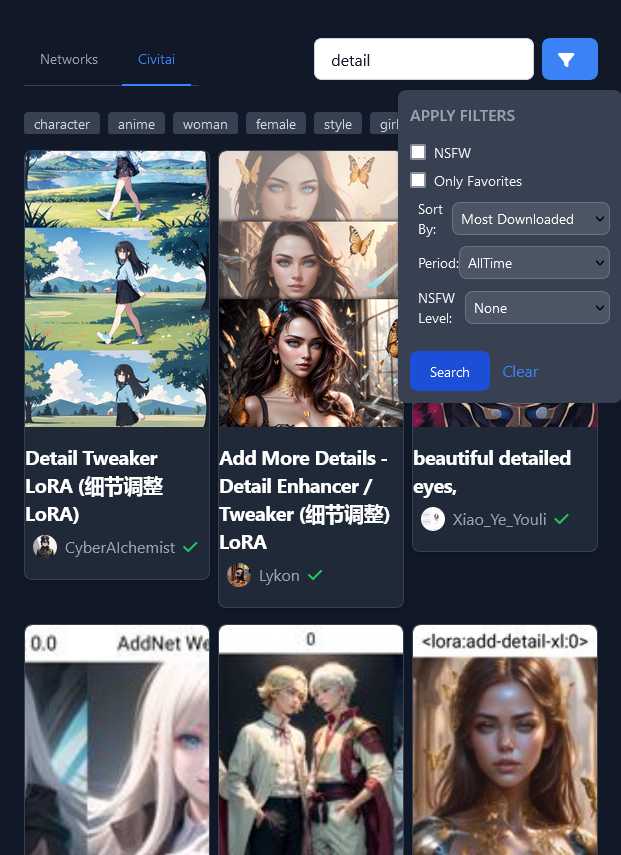 Networks
Civitai
detail
character
anime
woman
female
style
girl
APPLY FILTERS
NSFW
Only Favorites
Sort
By:
Most Downloaded
Period:
AllTime
NSFW
Level:
None
Search
Clear
Detail Tweaker
LoRA (细节调整
LoRA)
CyberAIchemist
Add More Details -
Detail Enhancer /
Tweaker (细节调整)
LoRA
Lykon
beautiful detailed
eyes,
Xiao_Ye_Youli
0.0
AddNet We
0
<lora:add-detail-xl:0>